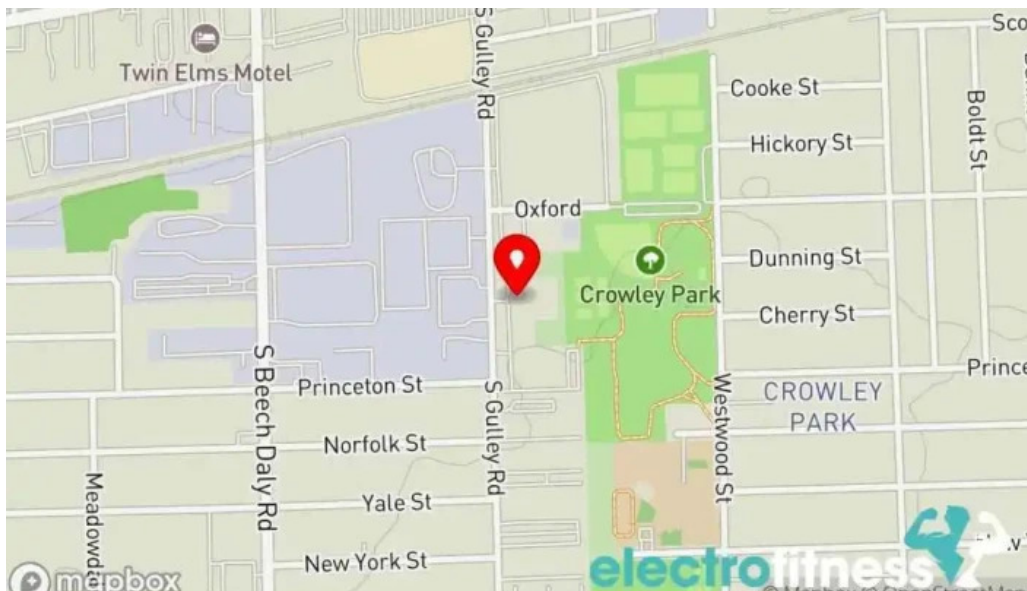 S Gulley Rd
Twin Elms Motel
Cooke St
Boldt St
Hickory St
Oxford
Dunning St
Crowley Park
Cherry St
S Beech Daly Rd
Princeton St
S Gulley Rd
Westwood St
CROWLEY
PARK
Norfolk St
Meadowda
Yale St
New York St
electrofitness
mapbox